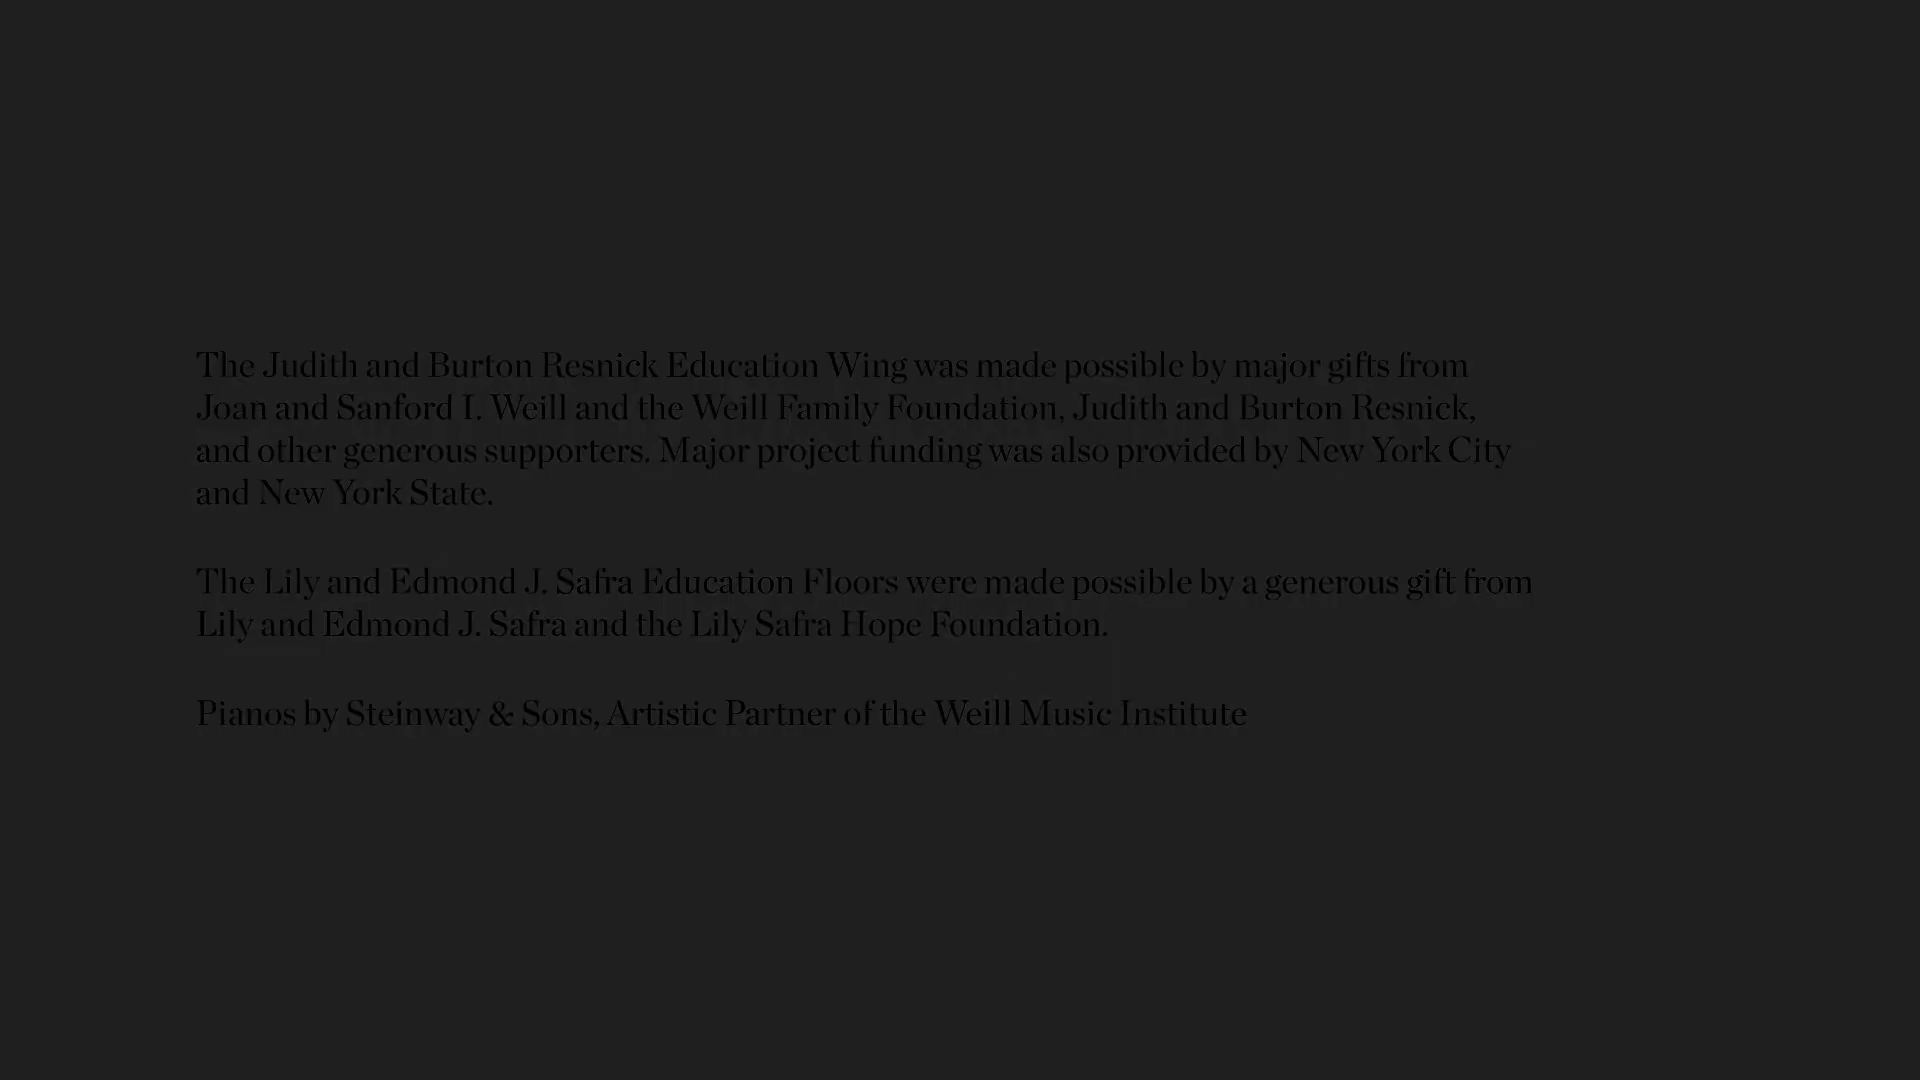 The Judith and Burton Resnick Education Wing was made possible by major gifts from
Joan and Sanford I. Weill and the Weill Family Foundation, Judith and Burton Resnick,
and other generous supporters. Major project funding was also provided by New York City
and New York State.
The Lily and Edmond J. Safra Education Floors were made possible by a generous gift from
Lily and Edmond J. Safra and the Lily Safra Hope Foundation.
Pianos by Steinway & Sons, Artistic Partner of the Weill Music Institute